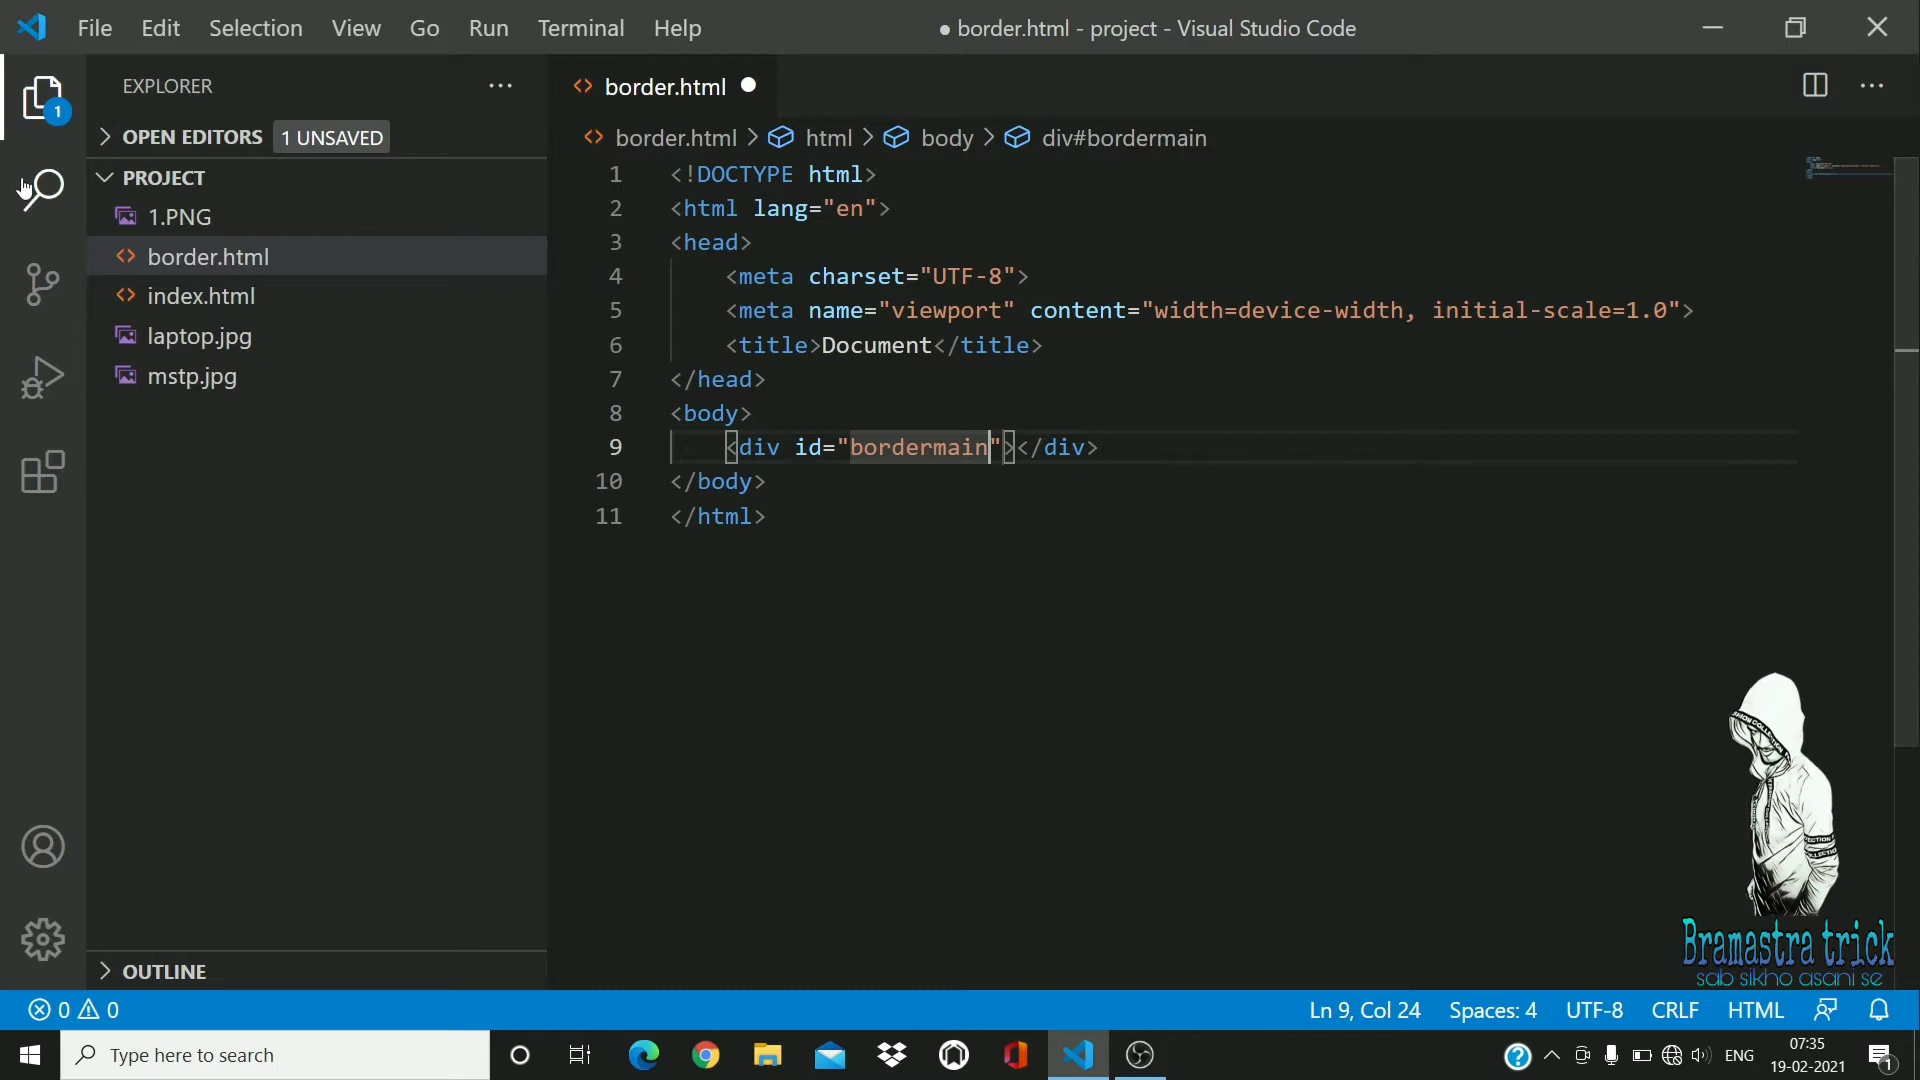 File Edit Selection View Go Run Terminal Help
● border.html - project - Visual Studio Code
EXPLORER
1
OPEN EDITORS 1 UNSAVED
PROJECT
1.PNG
border.html
index.html
laptop.jpg
mstp.jpg
OUTLINE
border.html
border.html > html > body > div#bordermain
1 <!DOCTYPE html>
2 <html lang="en">
3 <head>
4 <meta charset="UTF-8">
5 <meta name="viewport" content="width=device-width, initial-scale=1.0">
6 <title>Document</title>
7 </head>
8 <body>
9 <div id="bordermain"></div>
10 </body>
11 </html>
Bramastra trick
sab sikho asani se
0 0
Ln 9, Col 24 Spaces: 4 UTF-8 CRLF HTML
Type here to search
ENG
07:35
19-02-2021
1